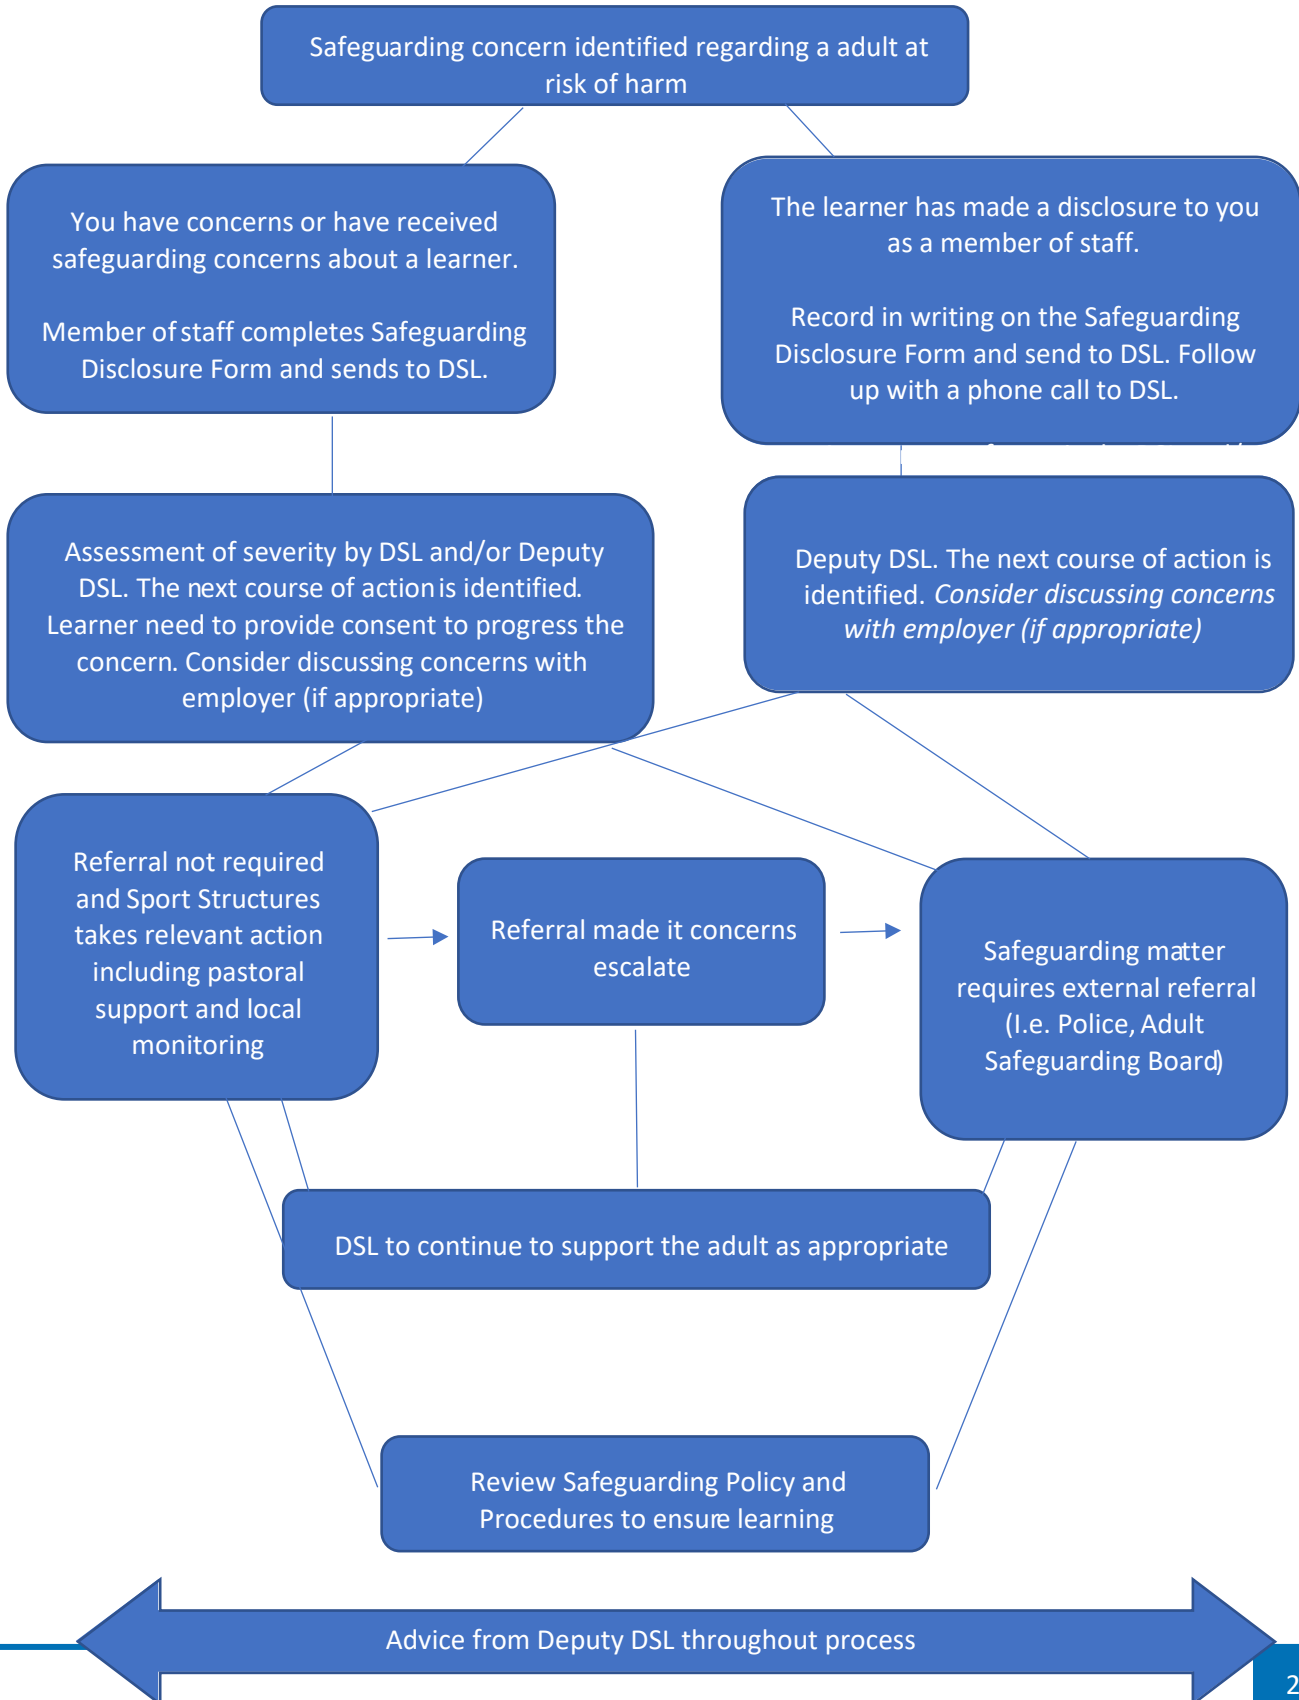 Safeguarding concern identified regarding a adult at
risk of harm
You have concerns or have received
safeguarding concerns about a learner.
Member of staff completes Safeguarding
Disclosure Form and sends to DSL.
The learner has made a disclosure to you
as a member of staff.
Record in writing on the Safeguarding
Disclosure Form and send to DSL. Follow
up with a phone call to DSL.
Assessment of severity by DSL and/or Deputy
DSL. The next course of action is identified.
Learner need to provide consent to progress the
concern. Consider discussing concerns with
employer (if appropriate)
Deputy DSL. The next course of action is
identified. Consider discussing concerns
with employer (if appropriate)
Referral not required
and Sport Structures
takes relevant action
including pastoral
support and local
monitoring
Referral made it concerns
escalate
Safeguarding matter
requires external referral
(I.e. Police, Adult
Safeguarding Board)
DSL to continue to support the adult as appropriate
Review Safeguarding Policy and
Procedures to ensure learning
Advice from Deputy DSL throughout process
2